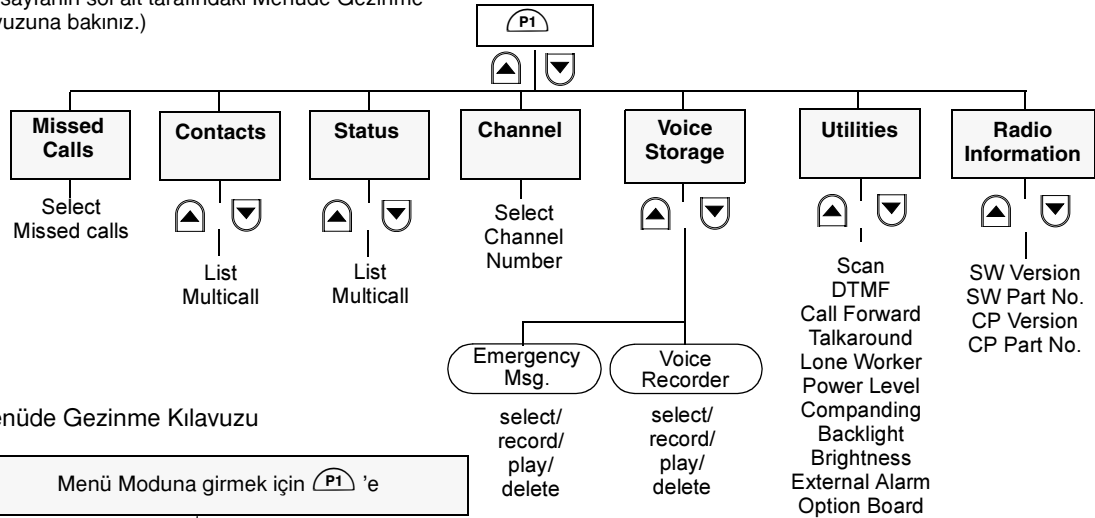 sayfanın sol alt tarafındaki Menüde Gezinme
vuzuna bakınız.)
P1
Missed
Calls
Contacts
Status
Channel
Voice
Storage
Utilities
Radio
Information
Select
Missed calls
List
Multicall
List
Multicall
Select
Channel
Number
Emergency
Msg.
select/
record/
play/
delete
Voice
Recorder
select/
record/
play/
delete
Scan
DTMF
Call Forward
Talkaround
Lone Worker
Power Level
Companding
Backlight
Brightness
External Alarm
Option Board
SW Version
SW Part No.
CP Version
CP Part No.
enüde Gezinme Kılavuzu
Menü Moduna girmek için P1 'e